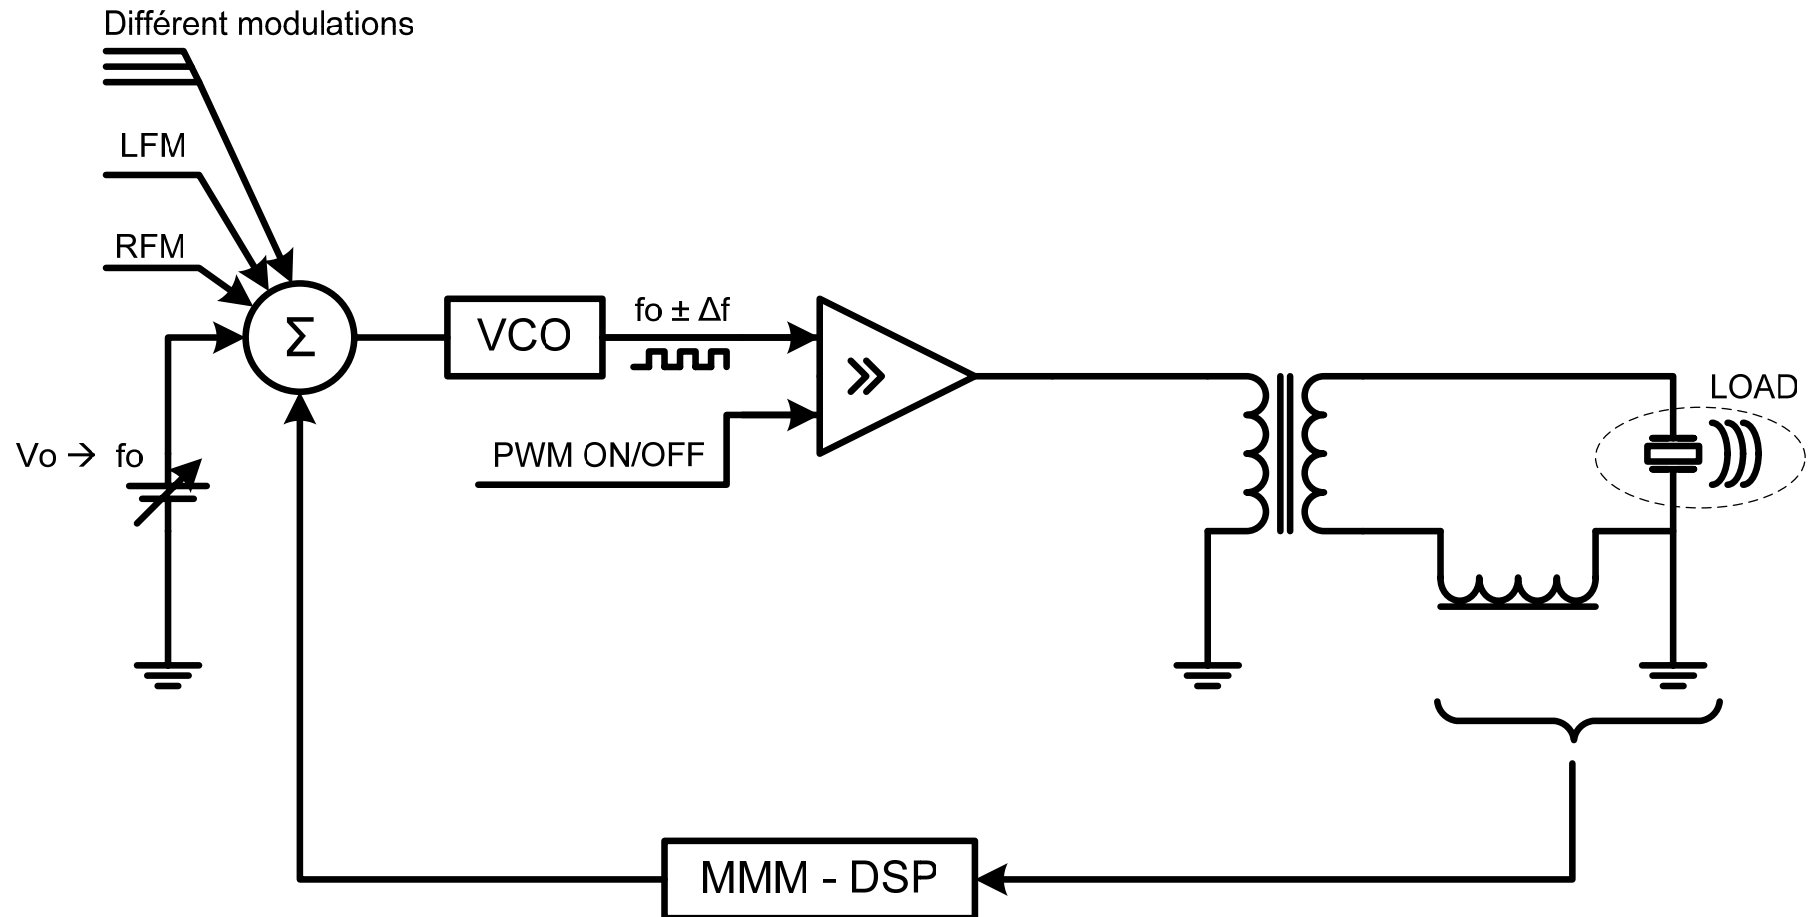 Différent modulations
LFM
RFM
Σ
VCO
fo ± Δf
PWM ON/OFF
Vo → fo
LOAD
MMM - DSP